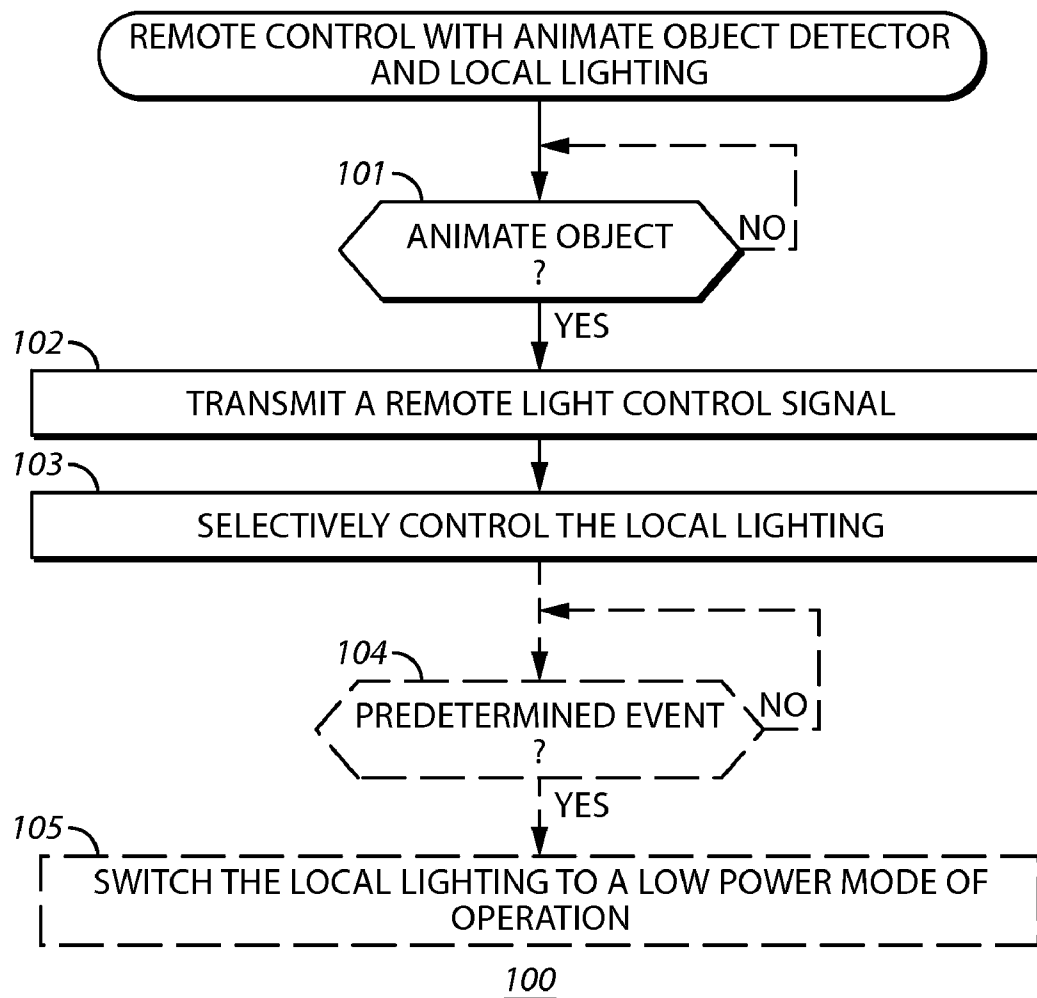 REMOTE CONTROL WITH ANIMATE OBJECT DETECTOR
AND LOCAL LIGHTING
101
ANIMATE OBJECT
?
NO
YES
102
TRANSMIT A REMOTE LIGHT CONTROL SIGNAL
103
SELECTIVELY CONTROL THE LOCAL LIGHTING
104
PREDETERMINED EVENT
?
NO
YES
105
SWITCH THE LOCAL LIGHTING TO A LOW POWER MODE OF
OPERATION
100